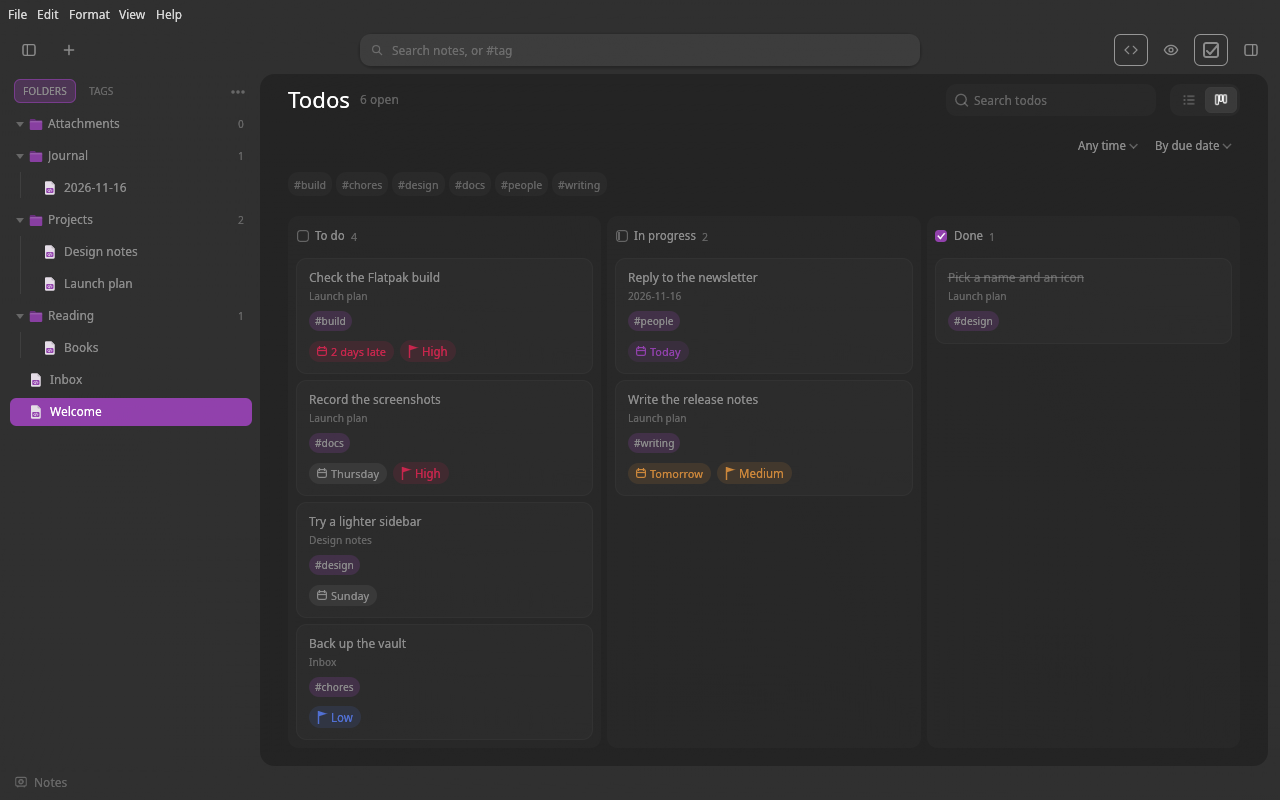 File Edit Format View Help
Search notes, or #tag
FOLDERS TAGS
Attachments 0
Journal 1
2026-11-16
Projects 2
Design notes
Launch plan
Reading 1
Books
Inbox
Welcome
Notes
Todos 6 open
Search todos
Any time By due date
#build #chores #design #docs #people #writing
To do 4
Check the Flatpak build
Launch plan
#build
2 days late High
Record the screenshots
Launch plan
#docs
Thursday High
Try a lighter sidebar
Design notes
#design
Sunday
Back up the vault
Inbox
#chores
Low
In progress 2
Reply to the newsletter
2026-11-16
#people
Today
Write the release notes
Launch plan
#writing
Tomorrow Medium
Done 1
Pick a name and an icon
Launch plan
#design